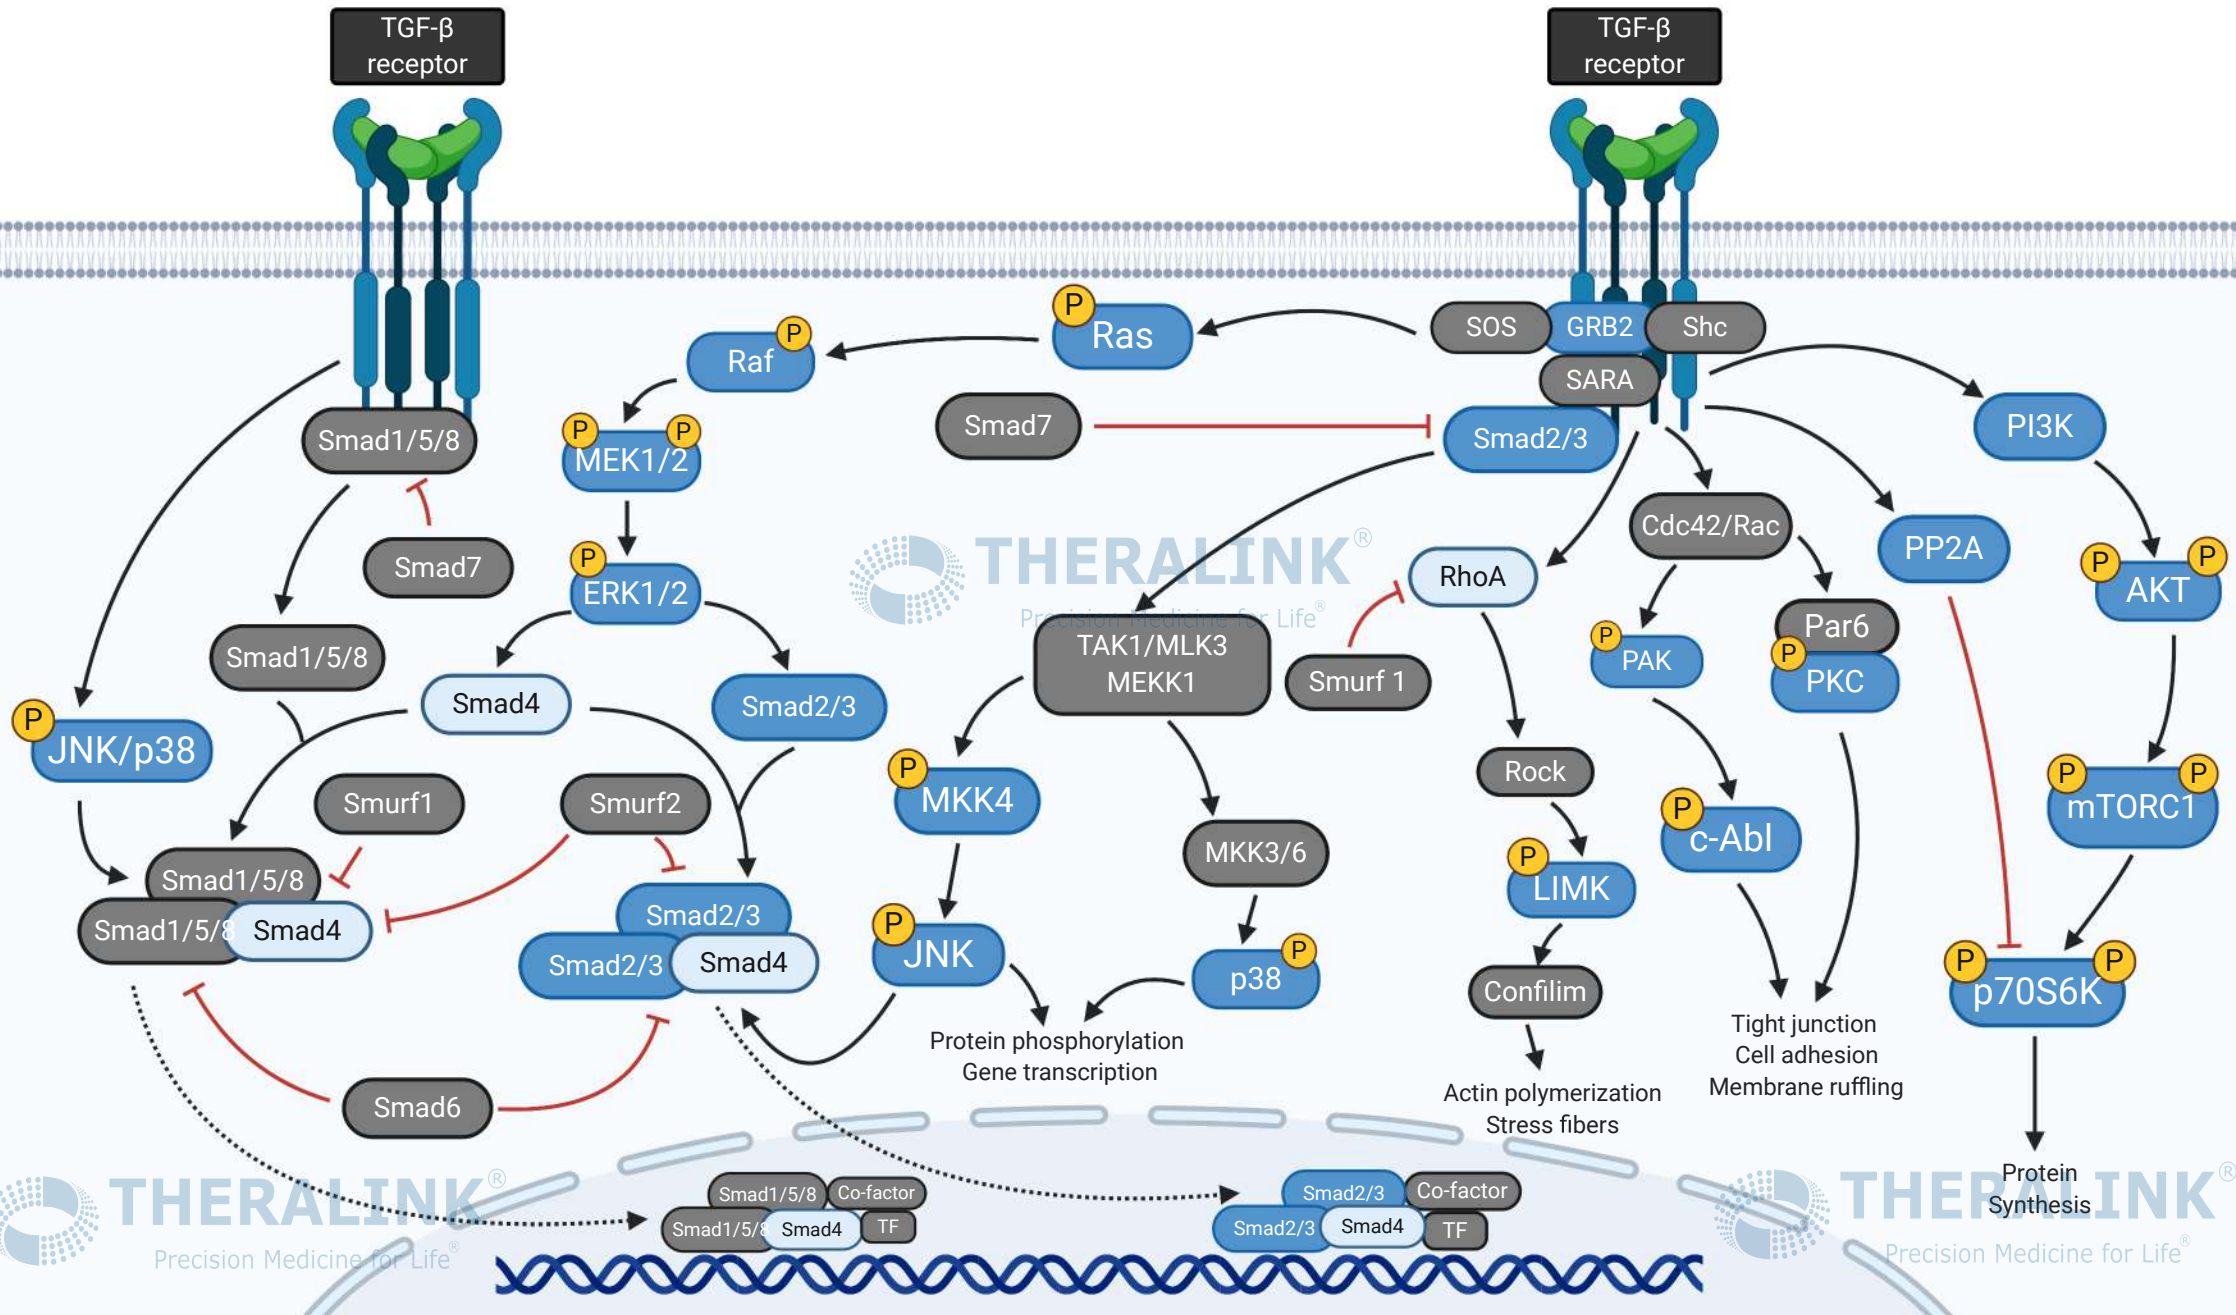 TGF-β
receptor
TGF-β
receptor
P
Ras
SOS
GRB2
Shc
P
Raf
SARA
Smad7
Smad2/3
PI3K
Smad1/5/8
P
P
MEK1/2
Smad7
P
ERK1/2
THERALINK®
Precision Medicine for Life®
RhoA
Cdc42/Rac
PP2A
P
P
AKT
Smad1/5/8
Smad4
Smad2/3
TAK1/MLK3
MEKK1
Smurf 1
P
PAK
Par6
P
PKC
P
JNK/p38
Smurf1
Smurf2
P
MKK4
Rock
P
P
mTORC1
MKK3/6
P
c-Abl
P
LIMK
Smad1/5/8
Smad1/5/8
Smad4
Smad2/3
Smad2/3
Smad4
P
JNK
P
p38
Confilim
P
P
p70S6K
Protein phosphorylation
Gene transcription
Tight junction
Cell adhesion
Membrane ruffling
Actin polymerization
Stress fibers
Smad6
Protein
Synthesis
THERALINK®
Precision Medicine for Life®
Smad1/5/8
Co-factor
Smad1/5/8
Smad4
TF
Smad2/3
Co-factor
Smad2/3
Smad4
TF
THERALINK®
Precision Medicine for Life®